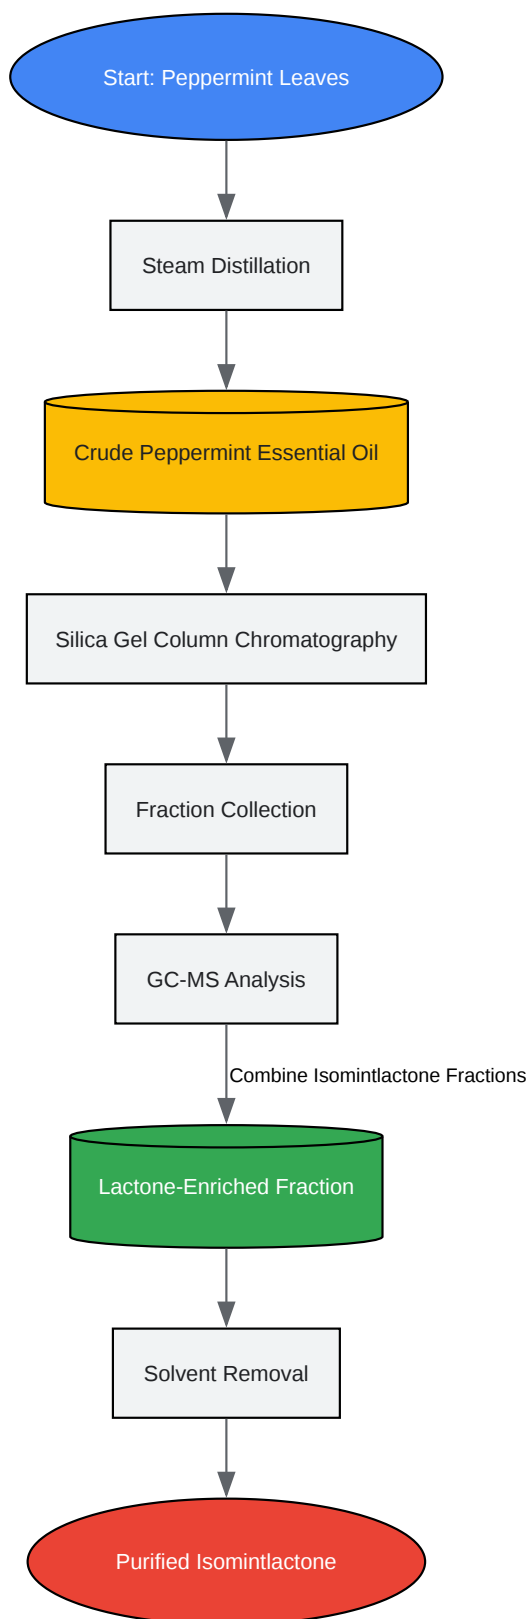 Start: Peppermint Leaves
Steam Distillation
Crude Peppermint Essential Oil
Silica Gel Column Chromatography
Fraction Collection
GC-MS Analysis
Combine Isomintlactone Fractions
Lactone-Enriched Fraction
Solvent Removal
Purified Isomintlactone